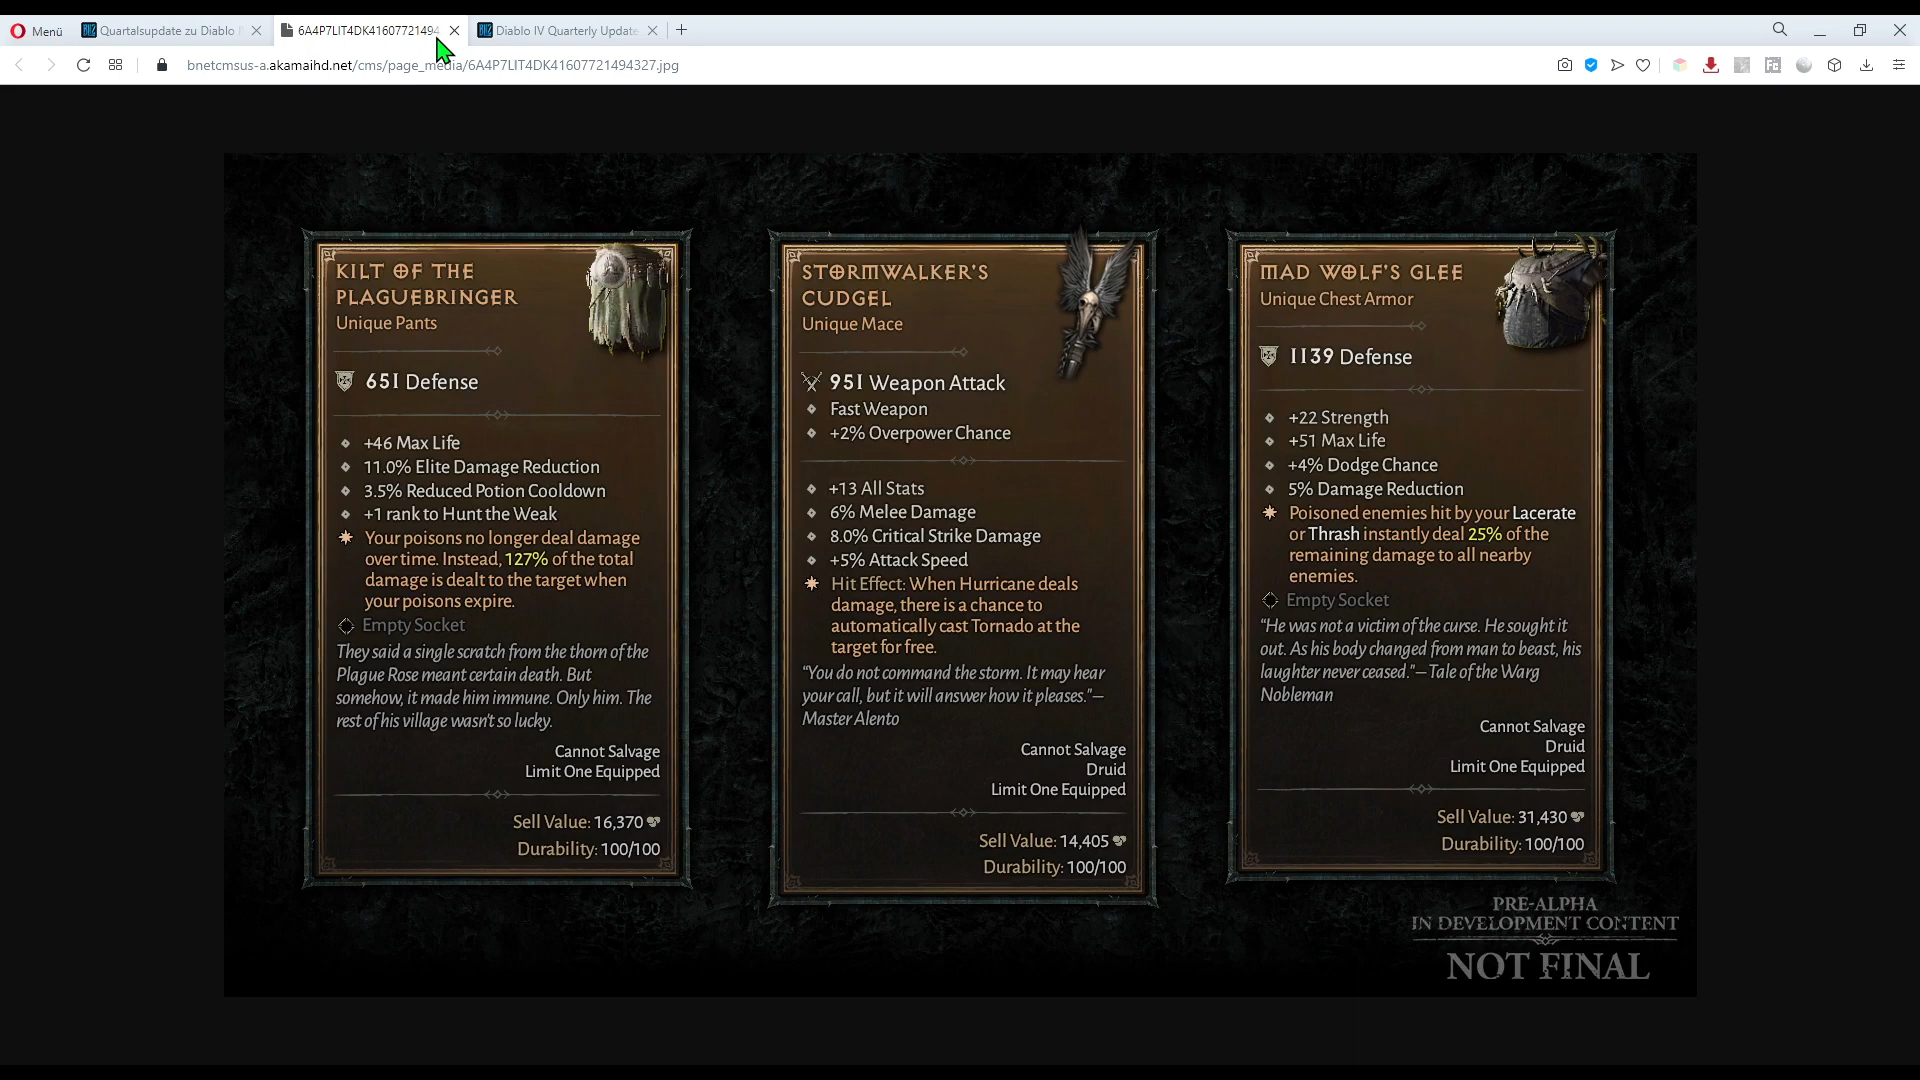 Menü
Quartalsupdate zu Diablo
6A4P7LIT4DK41607721494
Diablo IV Quarterly Update
bnetcmsus-a.akamaihd.net/cms/page_media/6A4P7LIT4DK41607721494327.jpg
KILT OF THE
PLAGUEBRINGER
Unique Pants
651 Defense
+46 Max Life
11.0% Elite Damage Reduction
3.5% Reduced Potion Cooldown
+1 rank to Hunt the Weak
Your poisons no longer deal damage
over time. Instead, 127% of the total
damage is dealt to the target when
your poisons expire.
Empty Socket
They said a single scratch from the thorn of the
Plague Rose meant certain death. But
somehow, it made him immune. Only him. The
rest of his village wasn't so lucky.
Cannot Salvage
Limit One Equipped
Sell Value: 16,370
Durability: 100/100
STORMWALKER'S
CUDGEL
Unique Mace
951 Weapon Attack
Fast Weapon
+2% Overpower Chance
+13 All Stats
6% Melee Damage
8.0% Critical Strike Damage
+5% Attack Speed
Hit Effect: When Hurricane deals
damage, there is a chance to
automatically cast Tornado at the
target for free.
"You do not command the storm. It may hear
your call, but it will answer how it pleases."—
Master Alento
Cannot Salvage
Druid
Limit One Equipped
Sell Value: 14,405
Durability: 100/100
MAD WOLF'S GLEE
Unique Chest Armor
1139 Defense
+22 Strength
+51 Max Life
+4% Dodge Chance
5% Damage Reduction
Poisoned enemies hit by your Lacerate
or Thrash instantly deal 25% of the
remaining damage to all nearby
enemies.
Empty Socket
"He was not a victim of the curse. He sought it
out. As his body changed from man to beast, his
laughter never ceased."—Tale of the Warg
Nobleman
Cannot Salvage
Druid
Limit One Equipped
Sell Value: 31,430
Durability: 100/100
PRE-ALPHA
IN DEVELOPMENT CONTENT
NOT FINAL